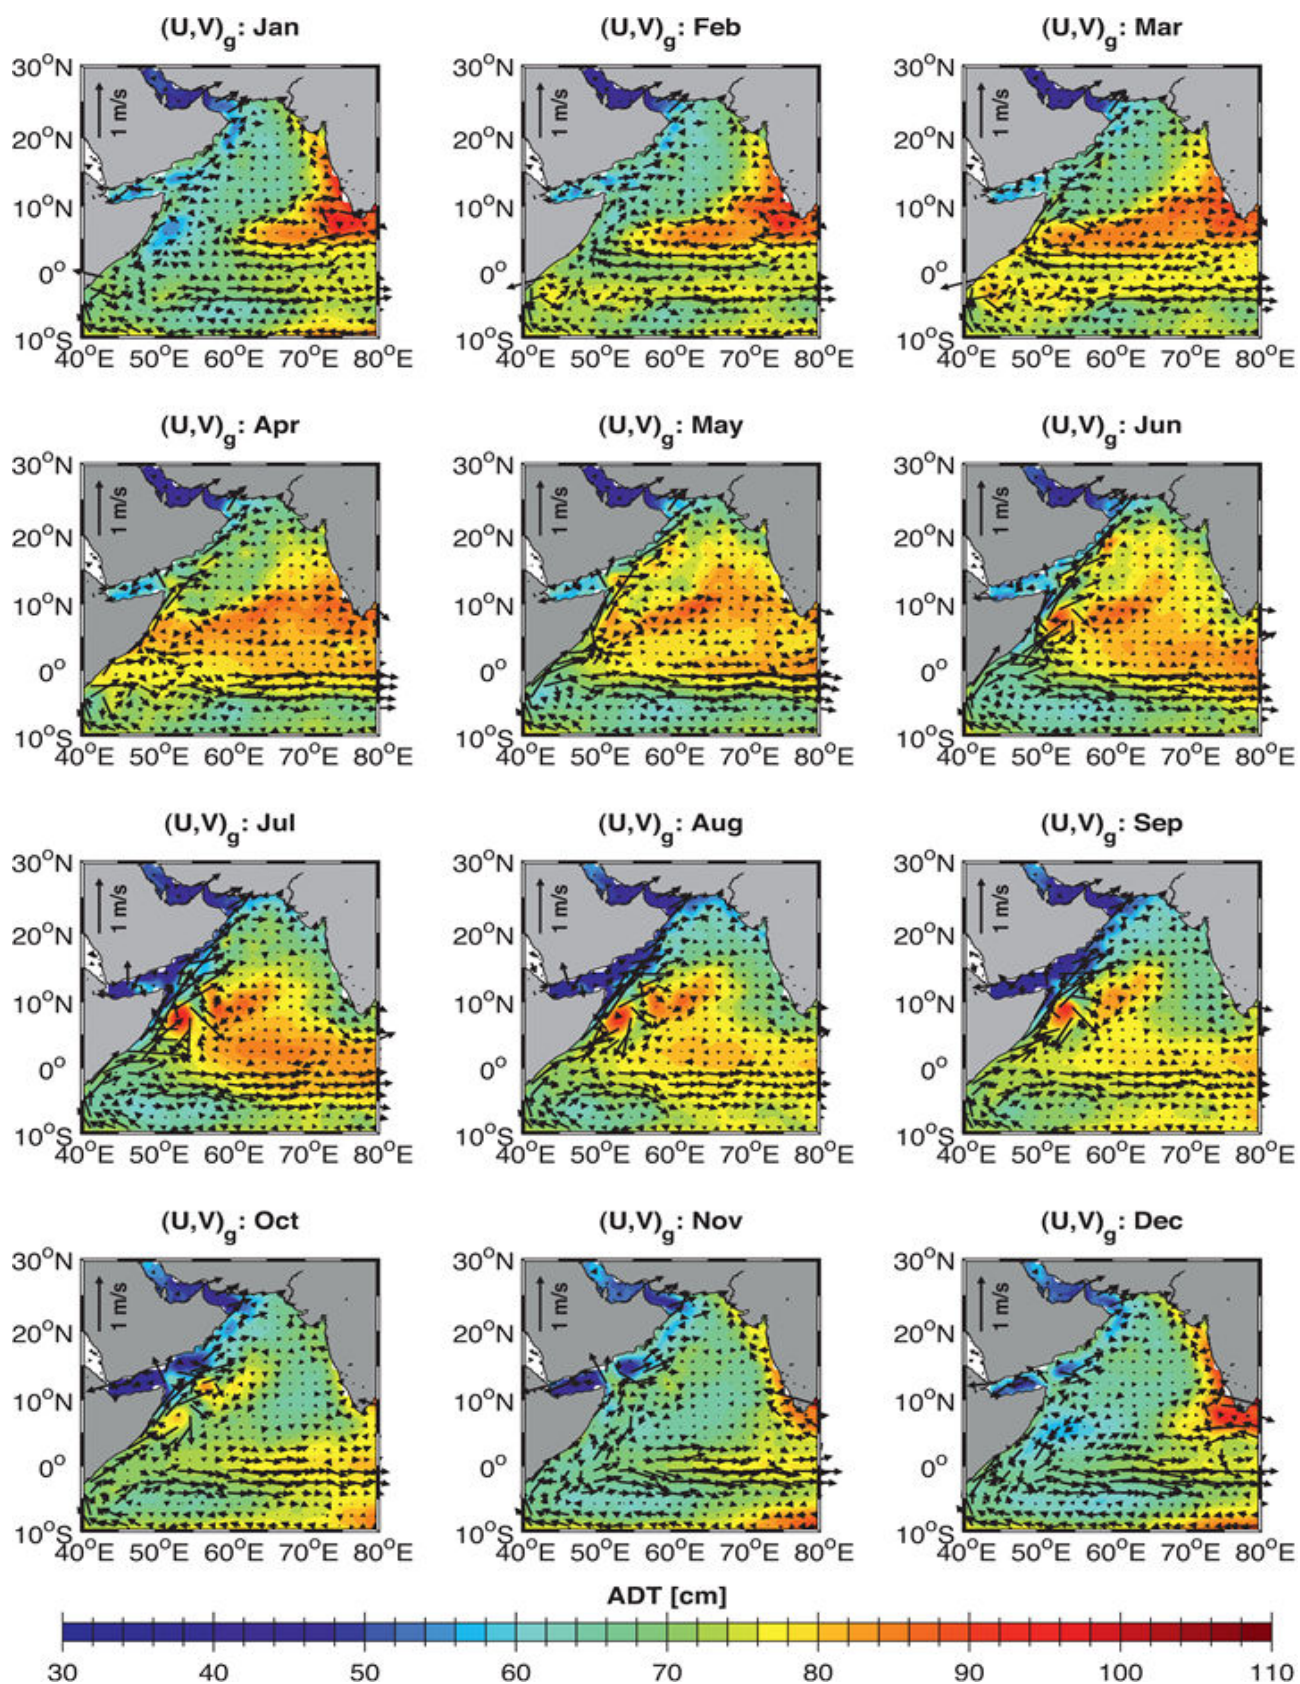 (U,V)g: Jan (U,V)g: Feb (U,V)g: Mar
30°N 30°N 30°N
1 m/s 1 m/s 1 m/s
20°N 20°N 20°N
10°N 10°N 10°N
0° 0° 0°
10°S 10°S 10°S
40°E 50°E 60°E 70°E 80°E 40°E 50°E 60°E 70°E 80°E 40°E 50°E 60°E 70°E 80°E
(U,V)g: Apr (U,V)g: May (U,V)g: Jun
30°N 30°N 30°N
1 m/s 1 m/s 1 m/s
20°N 20°N 20°N
10°N 10°N 10°N
0° 0° 0°
10°S 10°S 10°S
40°E 50°E 60°E 70°E 80°E 40°E 50°E 60°E 70°E 80°E 40°E 50°E 60°E 70°E 80°E
(U,V)g: Jul (U,V)g: Aug (U,V)g: Sep
30°N 30°N 30°N
1 m/s 1 m/s 1 m/s
20°N 20°N 20°N
10°N 10°N 10°N
0° 0° 0°
10°S 10°S 10°S
40°E 50°E 60°E 70°E 80°E 40°E 50°E 60°E 70°E 80°E 40°E 50°E 60°E 70°E 80°E
(U,V)g: Oct (U,V)g: Nov (U,V)g: Dec
30°N 30°N 30°N
1 m/s 1 m/s 1 m/s
20°N 20°N 20°N
10°N 10°N 10°N
0° 0° 0°
10°S 10°S 10°S
40°E 50°E 60°E 70°E 80°E 40°E 50°E 60°E 70°E 80°E 40°E 50°E 60°E 70°E 80°E
ADT [cm]
30 40 50 60 70 80 90 100 110